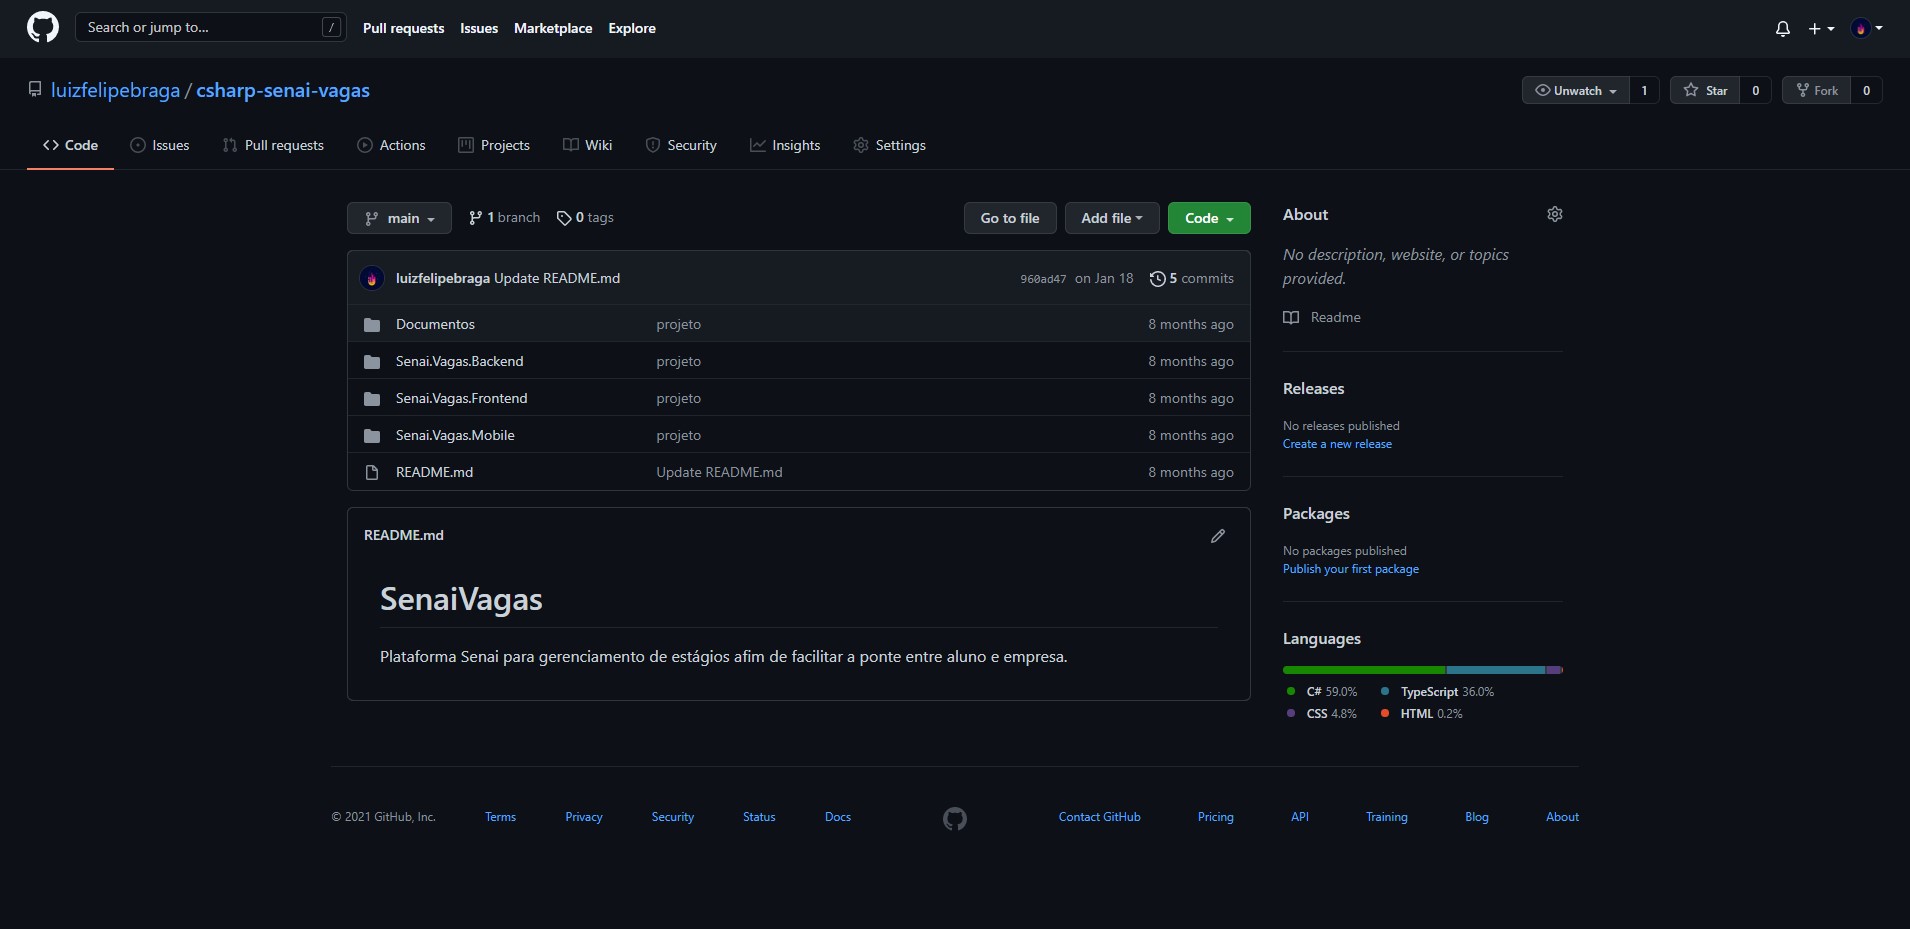 Search or jump to... / Pull requests Issues Marketplace Explore
luizfelipebraga / csharp-senai-vagas Unwatch 1 Star 0 Fork 0
Code Issues Pull requests Actions Projects Wiki Security Insights Settings
main 1 branch 0 tags Go to file Add file Code
luizfelipebraga Update README.md 960ad47 on Jan 18 5 commits
Documentos projeto 8 months ago
Senai.Vagas.Backend projeto 8 months ago
Senai.Vagas.Frontend projeto 8 months ago
Senai.Vagas.Mobile projeto 8 months ago
README.md Update README.md 8 months ago
README.md
SenaiVagas
Plataforma Senai para gerenciamento de estágios afim de facilitar a ponte entre aluno e empresa.
About
No description, website, or topics
provided.
Readme
Releases
No releases published
Create a new release
Packages
No packages published
Publish your first package
Languages
C# 59.0% TypeScript 36.0%
CSS 4.8% HTML 0.2%
© 2021 GitHub, Inc. Terms Privacy Security Status Docs Contact GitHub Pricing API Training Blog About